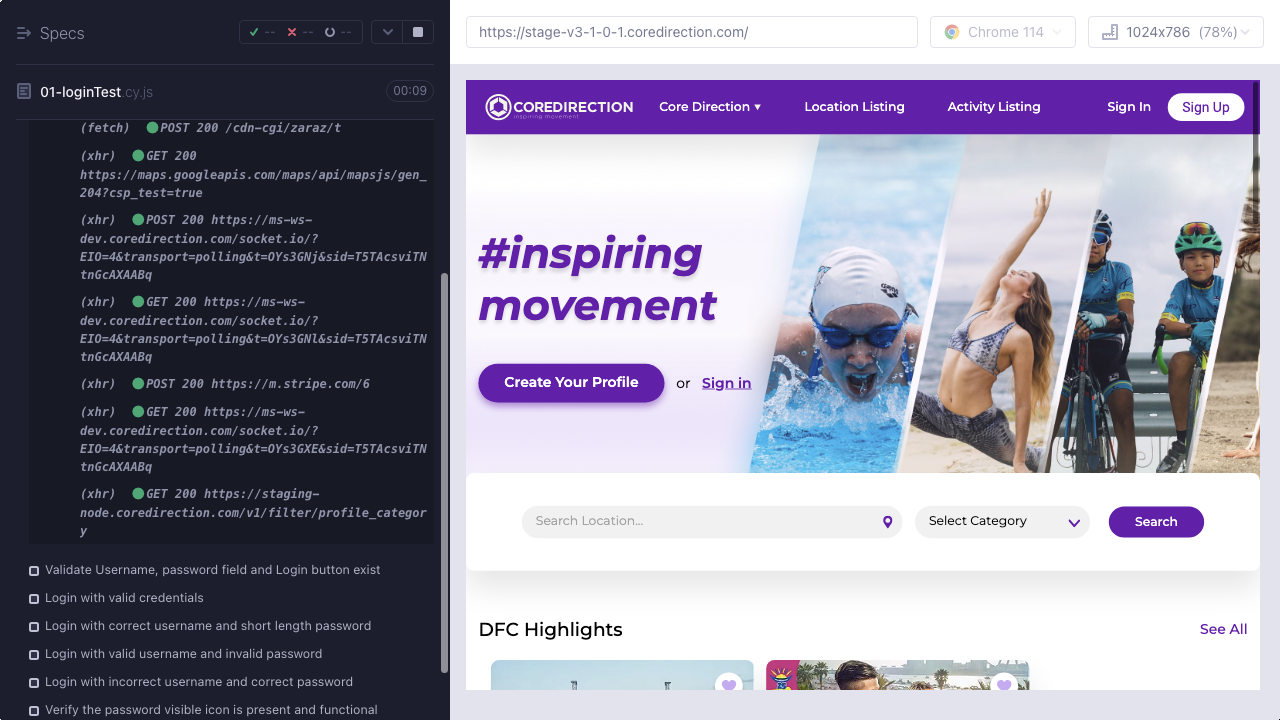 Specs
--
--
--
01-loginTest.cy.js
00:09
(fetch) POST 200 /cdn-cgi/zaraz/t
(xhr) GET 200
https://maps.googleapis.com/maps/api/mapsjs/gen_
204?csp_test=true
(xhr) POST 200 https://ms-ws-
dev.coredirection.com/socket.io/?
EIO=4&transport=polling&t=OYs3GNj&sid=T5TAcsviTN
tnGcAXAABq
(xhr) GET 200 https://ms-ws-
dev.coredirection.com/socket.io/?
EIO=4&transport=polling&t=OYs3GNl&sid=T5TAcsviTN
tnGcAXAABq
(xhr) POST 200 https://m.stripe.com/6
(xhr) GET 200 https://ms-ws-
dev.coredirection.com/socket.io/?
EIO=4&transport=polling&t=OYs3GXE&sid=T5TAcsviTN
tnGcAXAABq
(xhr) GET 200 https://staging-
node.coredirection.com/v1/filter/profile_categor
y
Validate Username, password field and Login button exist
Login with valid credentials
Login with correct username and short length password
Login with valid username and invalid password
Login with incorrect username and correct password
Verify the password visible icon is present and functional
https://stage-v3-1-0-1.coredirection.com/
Chrome 114
1024x786 (78%)
COREDIRECTION
inspiring movement
Core Direction ▾
Location Listing
Activity Listing
Sign In
Sign Up
#inspiring
movement
Create Your Profile
or
Sign in
Search Location...
Select Category
Search
DFC Highlights
See All